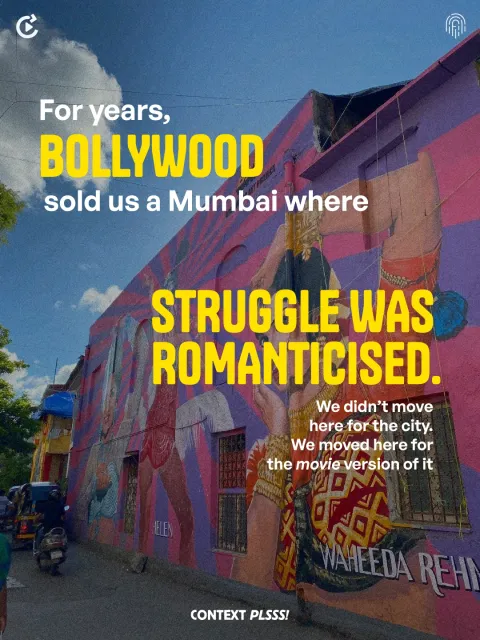 For years,
BOLLYWOOD
sold us a Mumbai where
STRUGGLE WAS
ROMANTICISED.
We didn't move
here for the city.
We moved here for
the movie version of it
HELEN
WAHEEDA REHM
CONTEXT PLSSS!